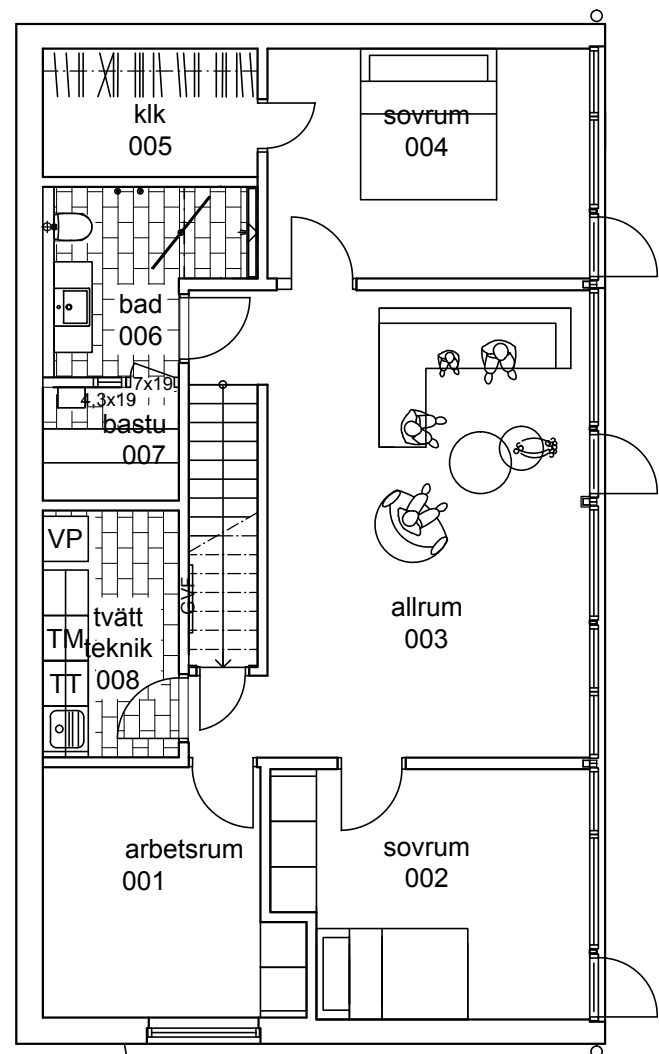 klk
005
sovrum
004
bad
006
7x19
4,3x19
bastu
007
VP
tvätt
TM
teknik
TT
008
GVF
allrum
003
arbetsrum
001
sovrum
002